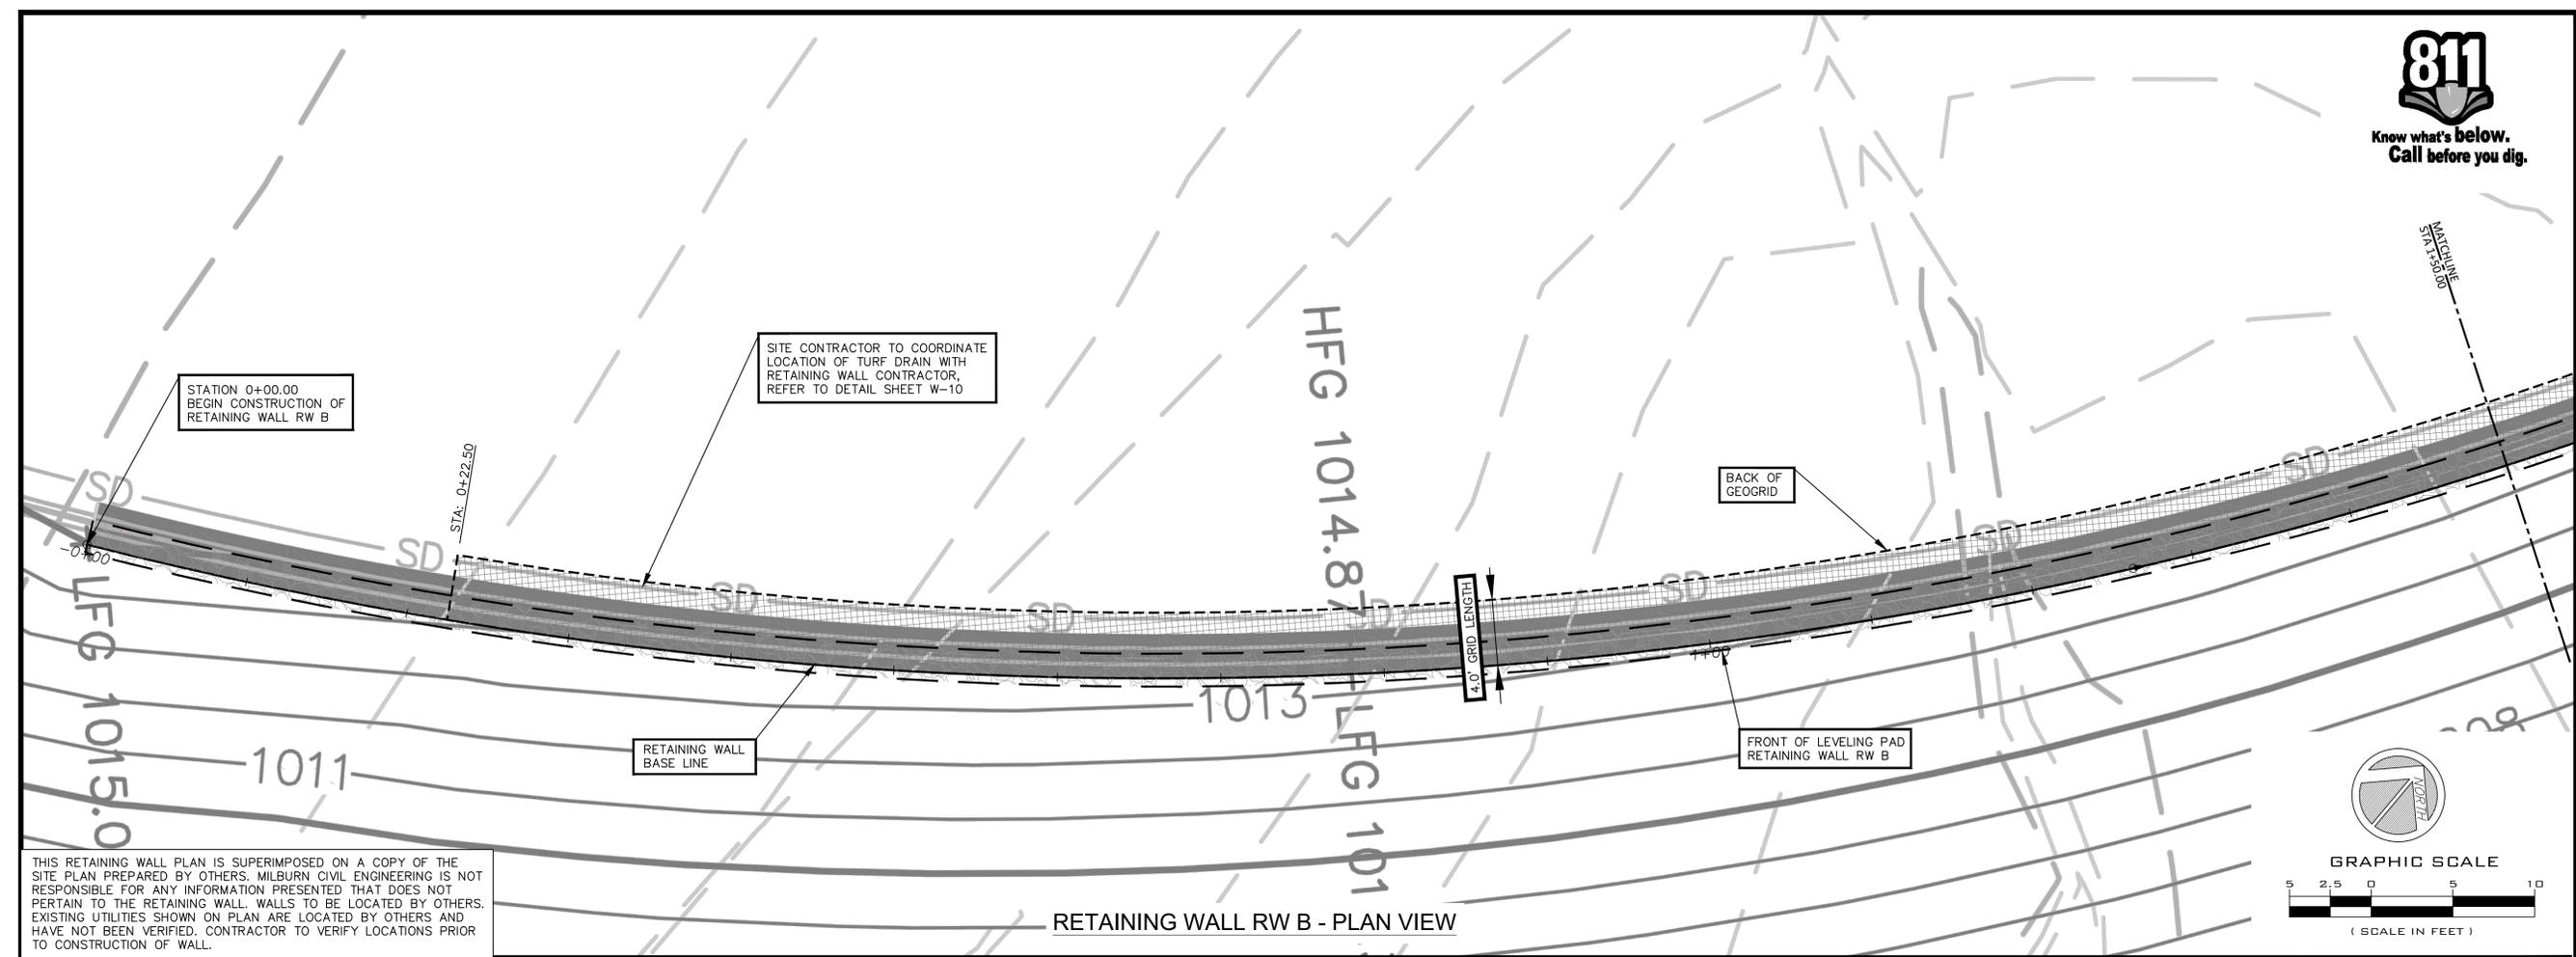 811
Know what's below.
Call before you dig.
MATCHLINE
STA 1+50.00
HFG 1014.87
SITE CONTRACTOR TO COORDINATE
LOCATION OF TURF DRAIN WITH
RETAINING WALL CONTRACTOR,
REFER TO DETAIL SHEET W-10
STATION 0+00.00
BEGIN CONSTRUCTION OF
RETAINING WALL RW B
STA: 0+22.50
BACK OF
GEOGRID
SD
SD
SD
SD
SD
SD
SD
SD
-0+00
4.0' GRID LENGTH
1+00
LFG 1015.0
1013
LFG 101
1011
RETAINING WALL
BASE LINE
FRONT OF LEVELING PAD
RETAINING WALL RW B
NORTH
GRAPHIC SCALE
5 2.5 0 5 10
( SCALE IN FEET )
THIS RETAINING WALL PLAN IS SUPERIMPOSED ON A COPY OF THE
SITE PLAN PREPARED BY OTHERS. MILBURN CIVIL ENGINEERING IS NOT
RESPONSIBLE FOR ANY INFORMATION PRESENTED THAT DOES NOT
PERTAIN TO THE RETAINING WALL. WALLS TO BE LOCATED BY OTHERS.
EXISTING UTILITIES SHOWN ON PLAN ARE LOCATED BY OTHERS AND
HAVE NOT BEEN VERIFIED. CONTRACTOR TO VERIFY LOCATIONS PRIOR
TO CONSTRUCTION OF WALL.
RETAINING WALL RW B - PLAN VIEW